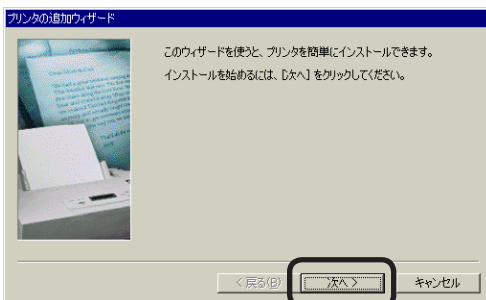 プリンタの追加ウィザード
このウィザードを使うと、プリンタを簡単にインストールできます。
インストールを始めるには、[次へ] をクリックしてください。
< 戻る(B)
次へ >
キャンセル